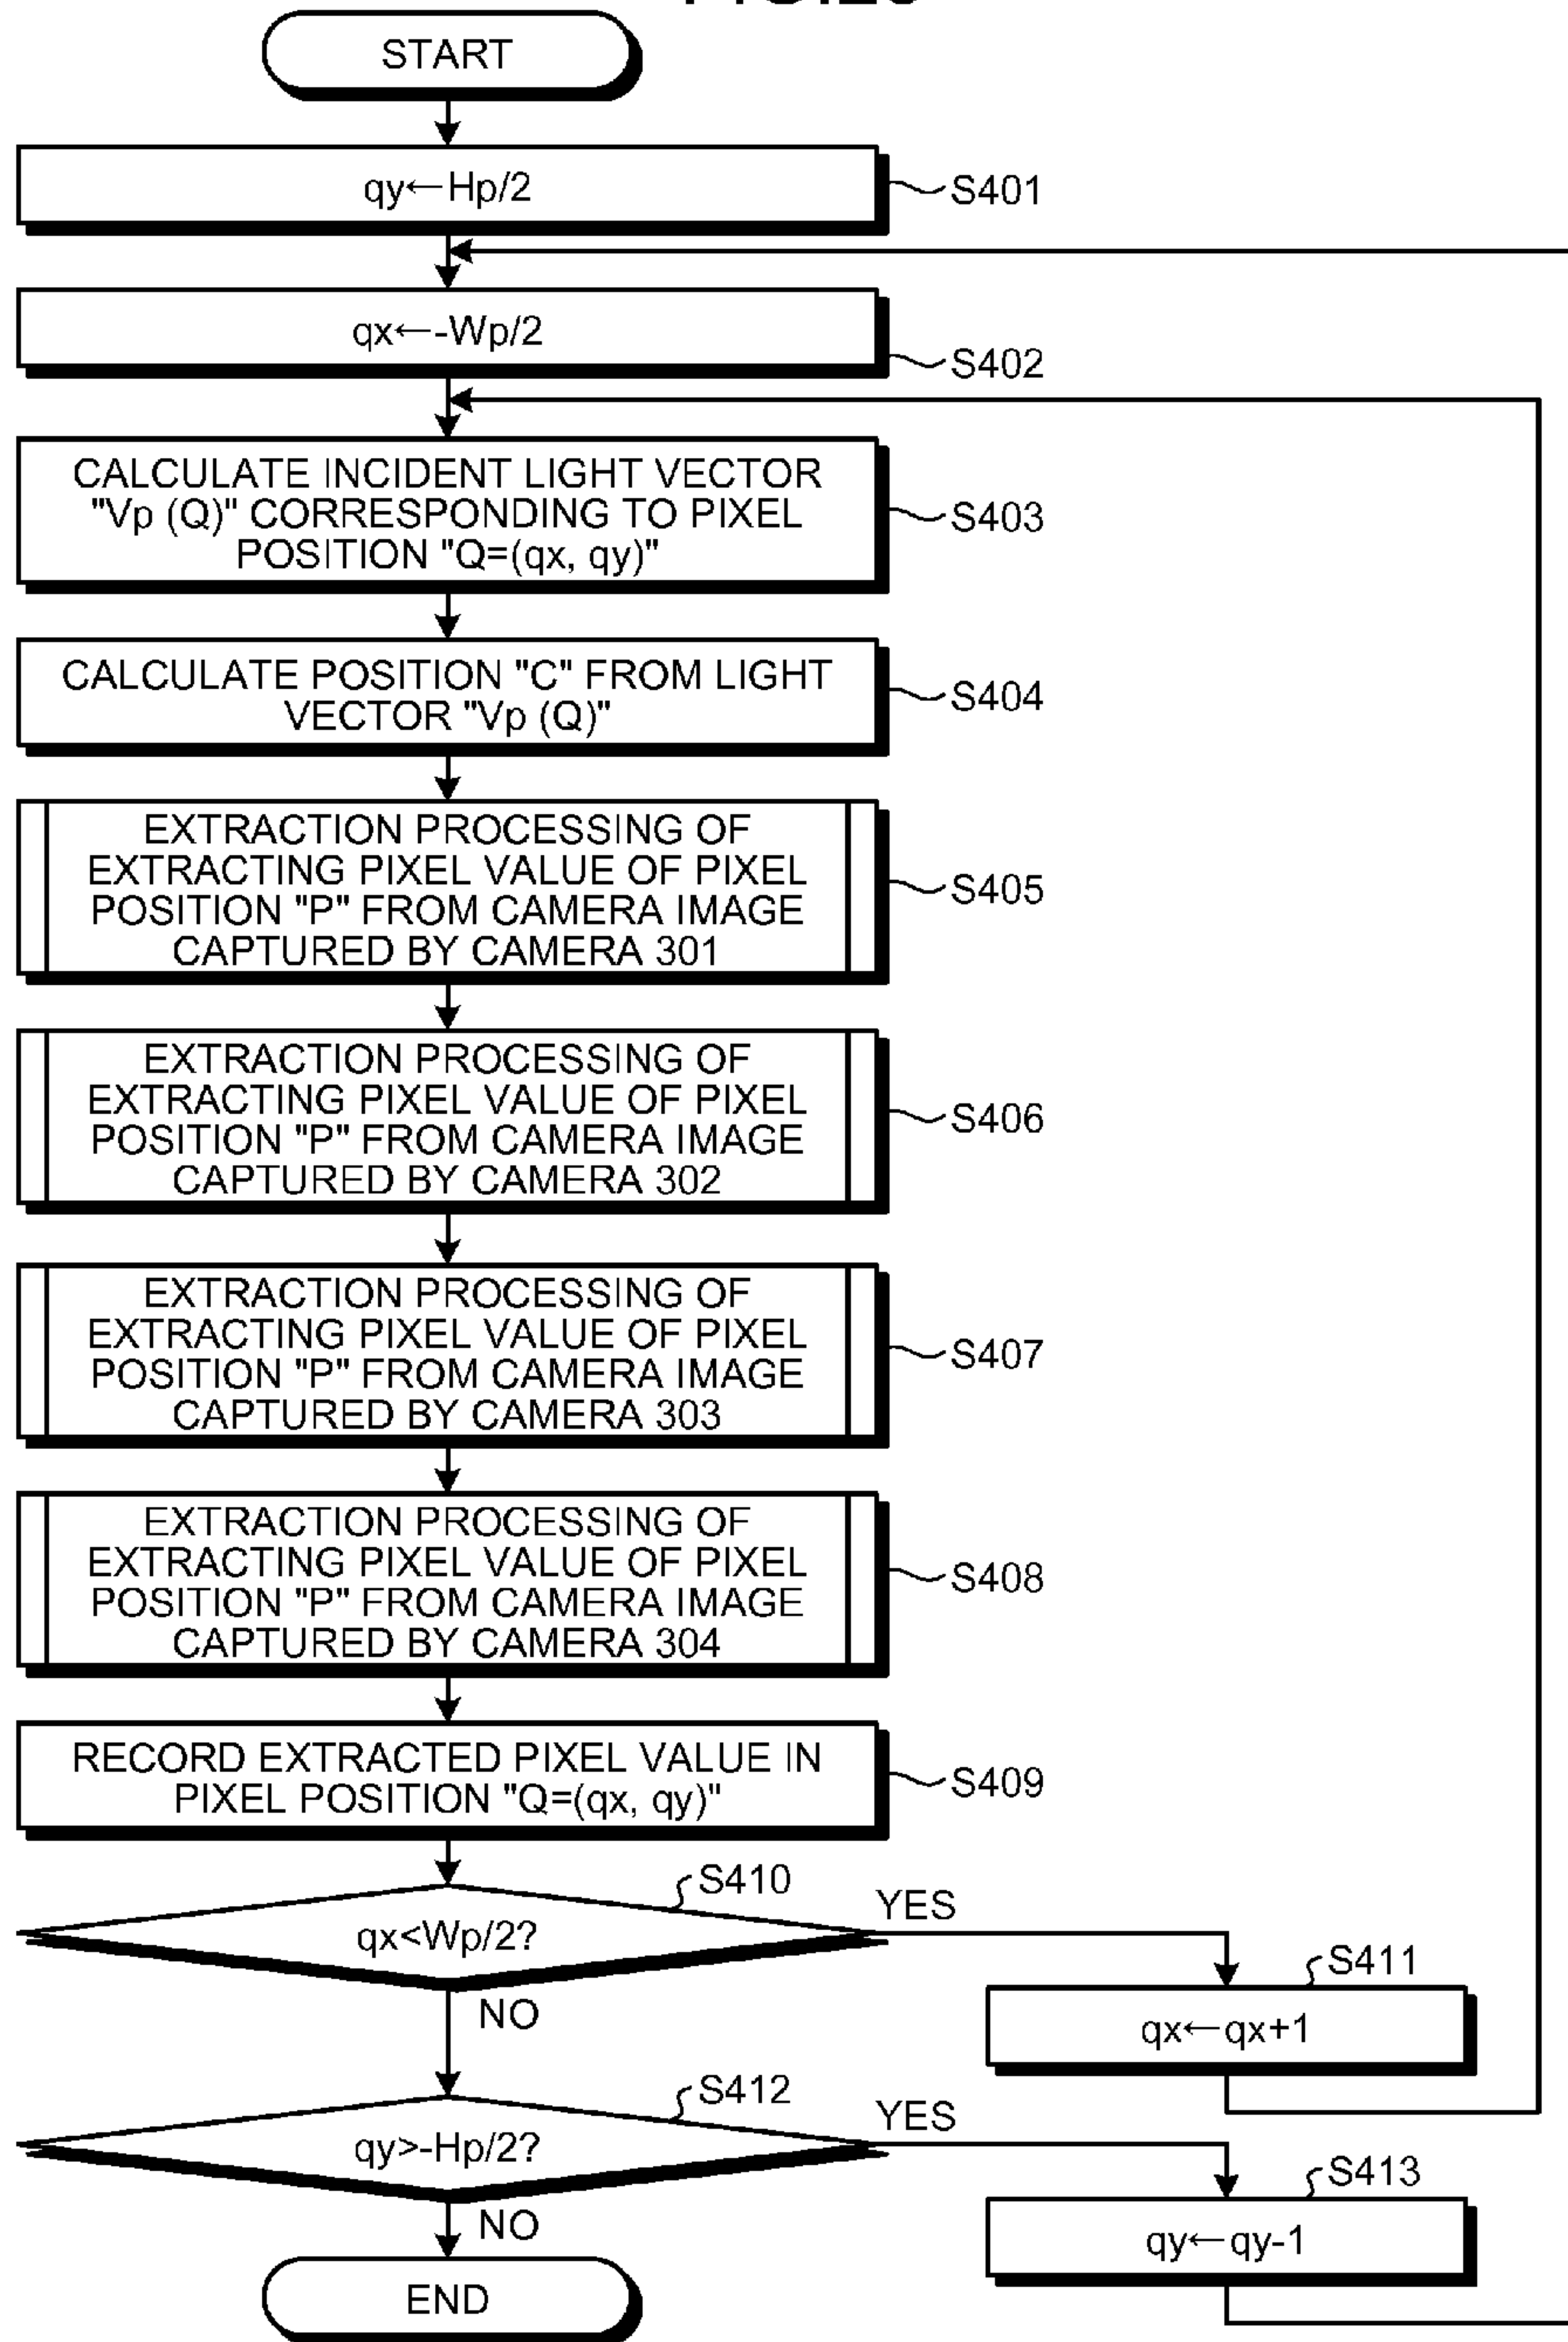 START
qy←Hp/2
S401
qx←-Wp/2
S402
CALCULATE INCIDENT LIGHT VECTOR
"Vp (Q)" CORRESPONDING TO PIXEL
POSITION "Q=(qx, qy)"
S403
CALCULATE POSITION "C" FROM LIGHT
VECTOR "Vp (Q)"
S404
EXTRACTION PROCESSING OF
EXTRACTING PIXEL VALUE OF PIXEL
POSITION "P" FROM CAMERA IMAGE
CAPTURED BY CAMERA 301
S405
EXTRACTION PROCESSING OF
EXTRACTING PIXEL VALUE OF PIXEL
POSITION "P" FROM CAMERA IMAGE
CAPTURED BY CAMERA 302
S406
EXTRACTION PROCESSING OF
EXTRACTING PIXEL VALUE OF PIXEL
POSITION "P" FROM CAMERA IMAGE
CAPTURED BY CAMERA 303
S407
EXTRACTION PROCESSING OF
EXTRACTING PIXEL VALUE OF PIXEL
POSITION "P" FROM CAMERA IMAGE
CAPTURED BY CAMERA 304
S408
RECORD EXTRACTED PIXEL VALUE IN
PIXEL POSITION "Q=(qx, qy)"
S409
S410
qx<Wp/2?
YES
NO
S411
qx←qx+1
S412
qy>-Hp/2?
YES
NO
S413
qy←qy-1
END